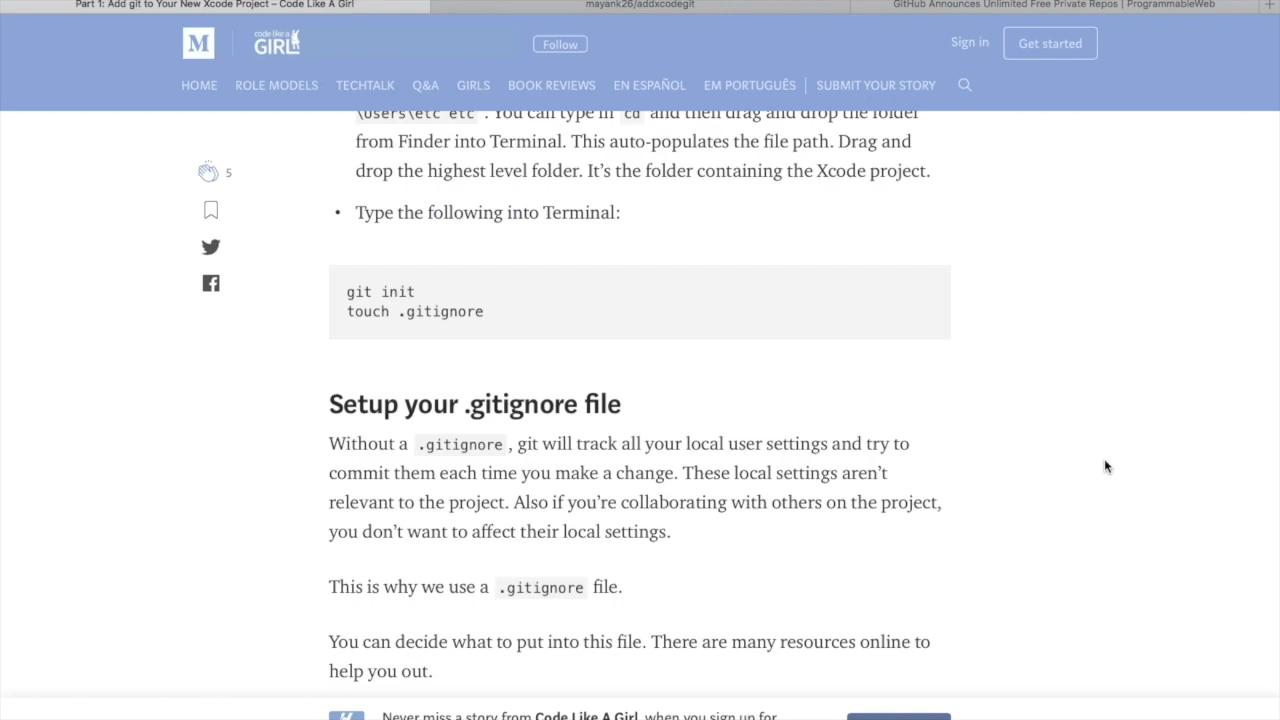 Part 1: Add git to Your New Xcode Project – Code Like A Girl
mayank26/addxcodegit
GitHub Announces Unlimited Free Private Repos | ProgrammableWeb
M
code like a
GIRL
Follow
Sign in
Get started
HOME
ROLE MODELS
TECHTALK
Q&A
GIRLS
BOOK REVIEWS
EN ESPAÑOL
EM PORTUGUÊS
SUBMIT YOUR STORY
\Users\etc etc . You can type in cd and then drag and drop the folder
from Finder into Terminal. This auto-populates the file path. Drag and
drop the highest level folder. It’s the folder containing the Xcode project.
5
• Type the following into Terminal:
git init
touch .gitignore
Setup your .gitignore file
Without a .gitignore, git will track all your local user settings and try to
commit them each time you make a change. These local settings aren’t
relevant to the project. Also if you’re collaborating with others on the project,
you don’t want to affect their local settings.
This is why we use a .gitignore file.
You can decide what to put into this file. There are many resources online to
help you out.
Never miss a story from Code Like A Girl, when you sign up for